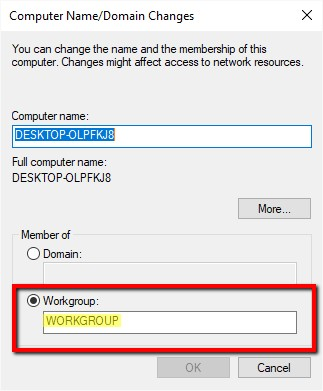 Computer Name/Domain Changes
You can change the name and the membership of this
computer. Changes might affect access to network resources.
Computer name:
DESKTOP-OLPFKJ8
Full computer name:
DESKTOP-OLPFKJ8
More...
Member of
Domain:
Workgroup:
WORKGROUP
OK
Cancel